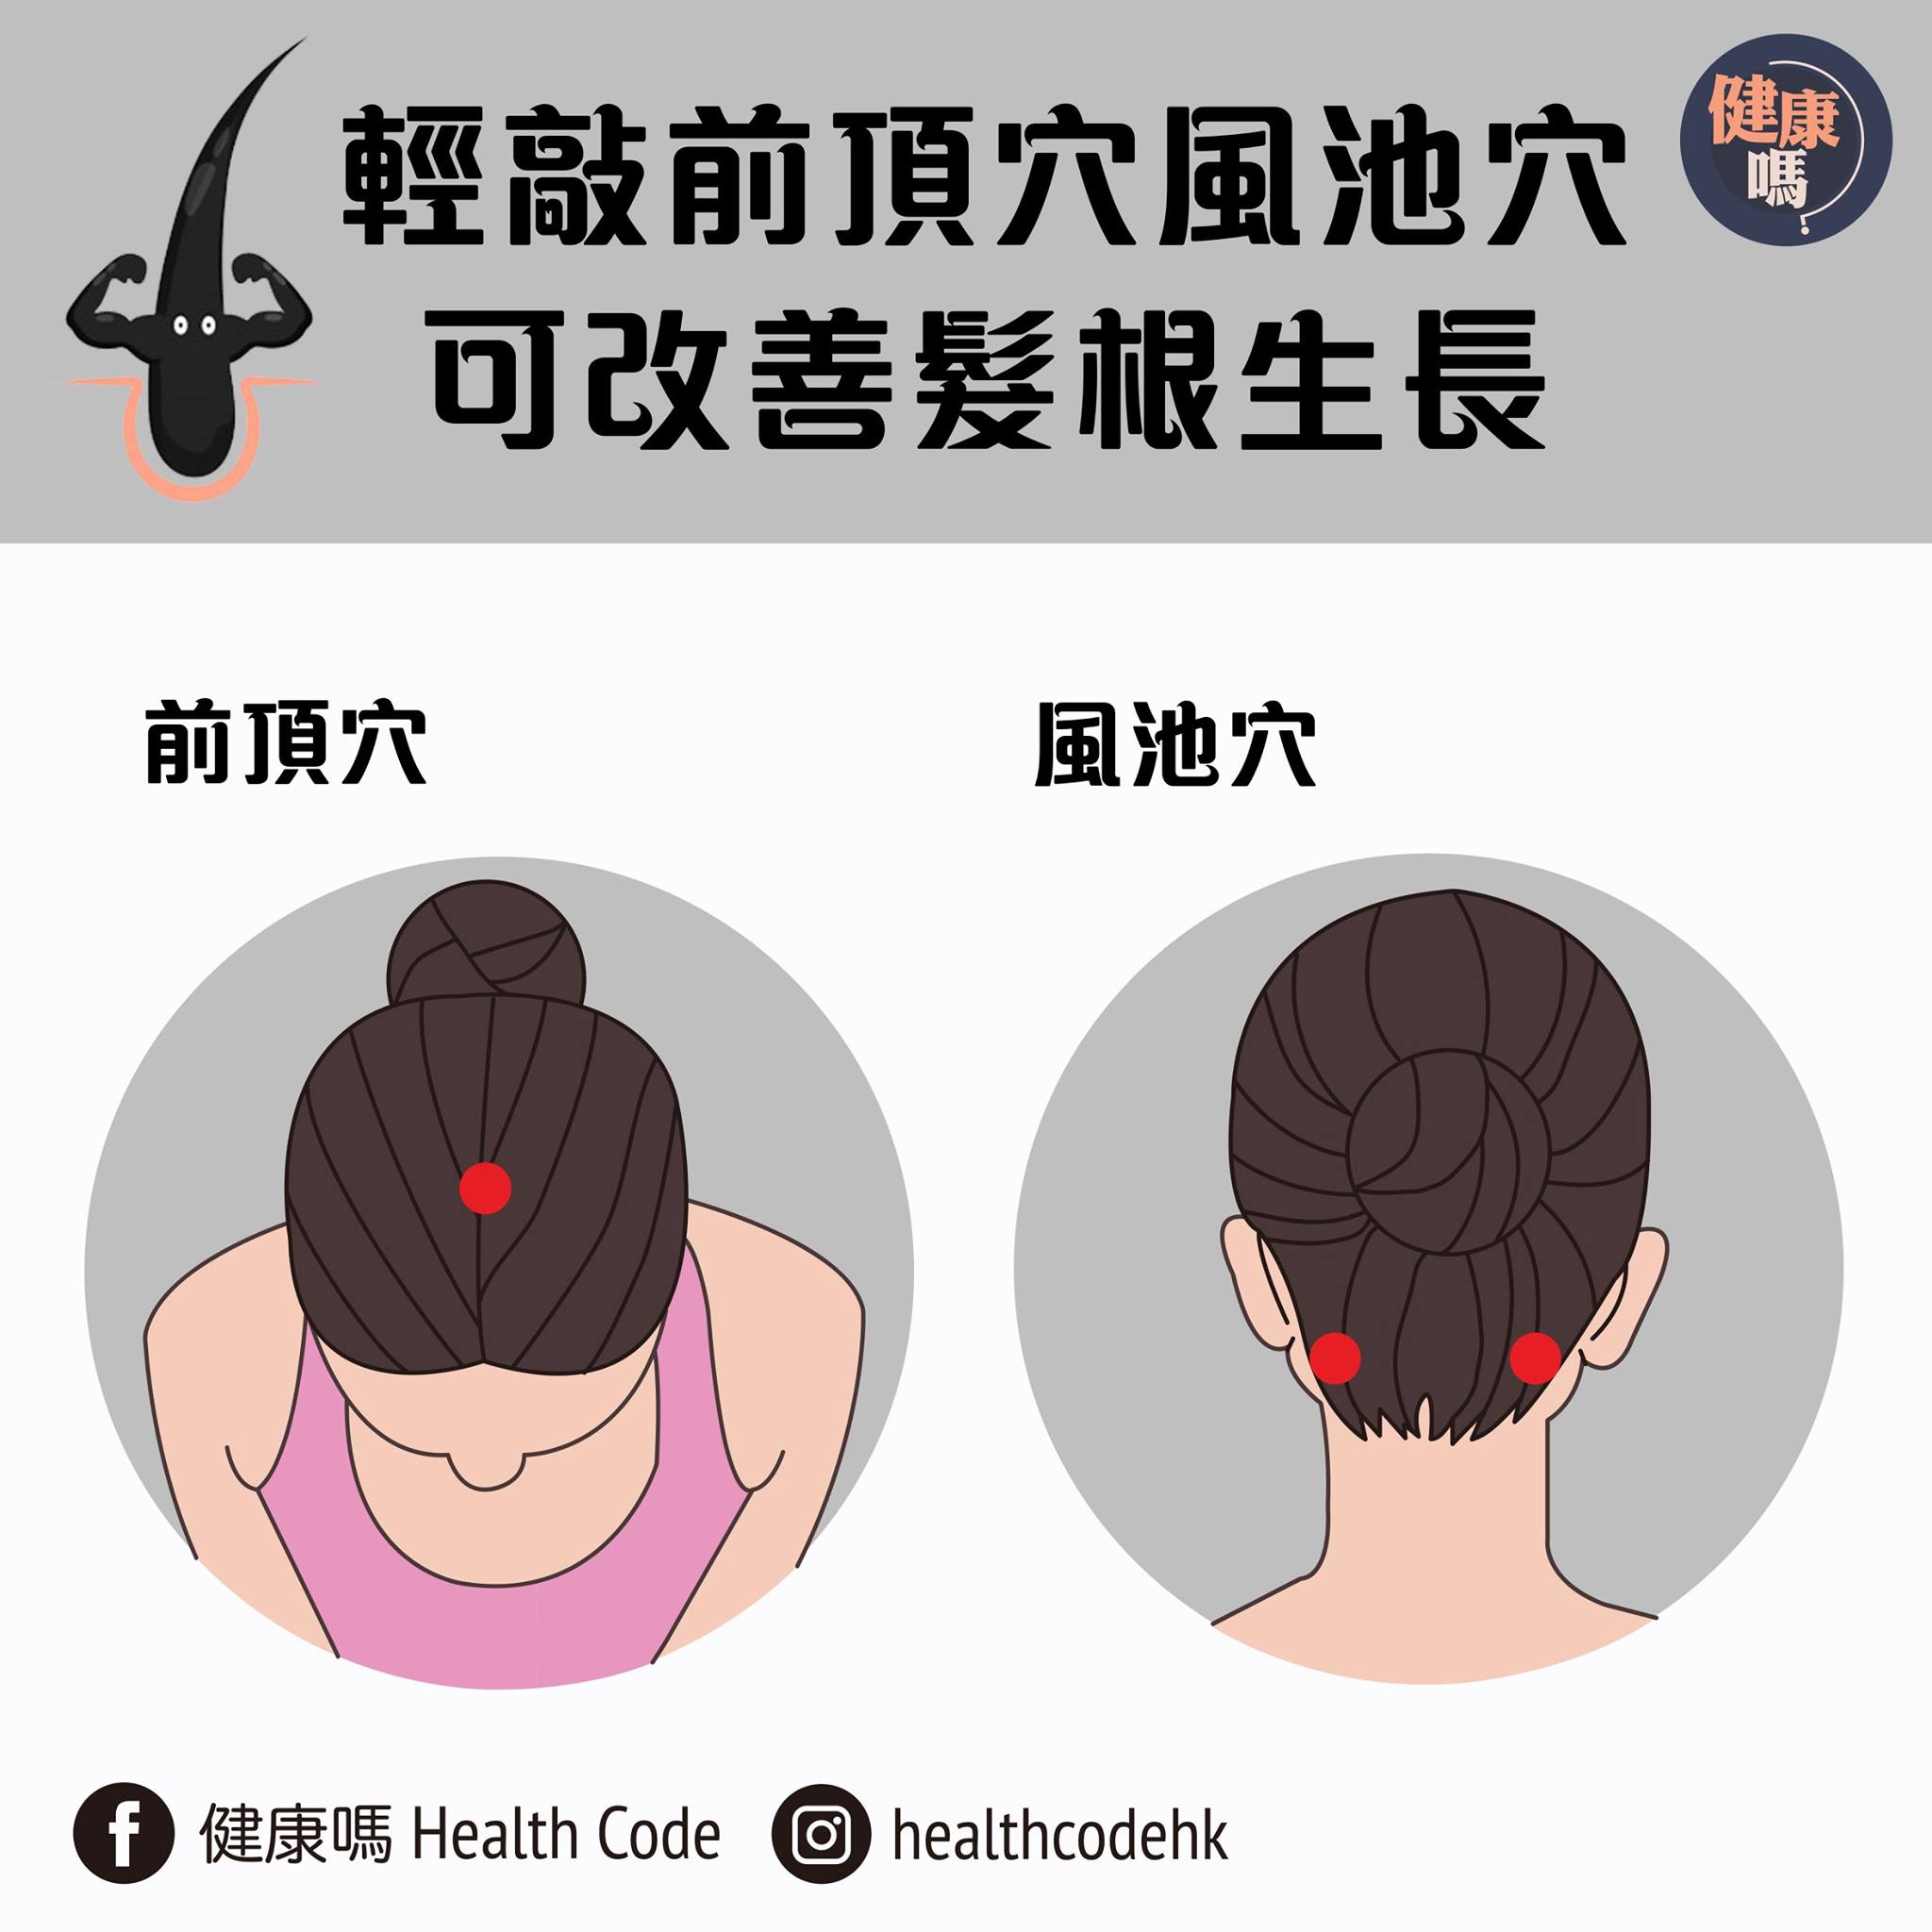 輕敲前頂穴風池穴
可改善髮根生長
健康
嗎?
前頂穴
風池穴
健康嗎 Health Code
healthcodehk